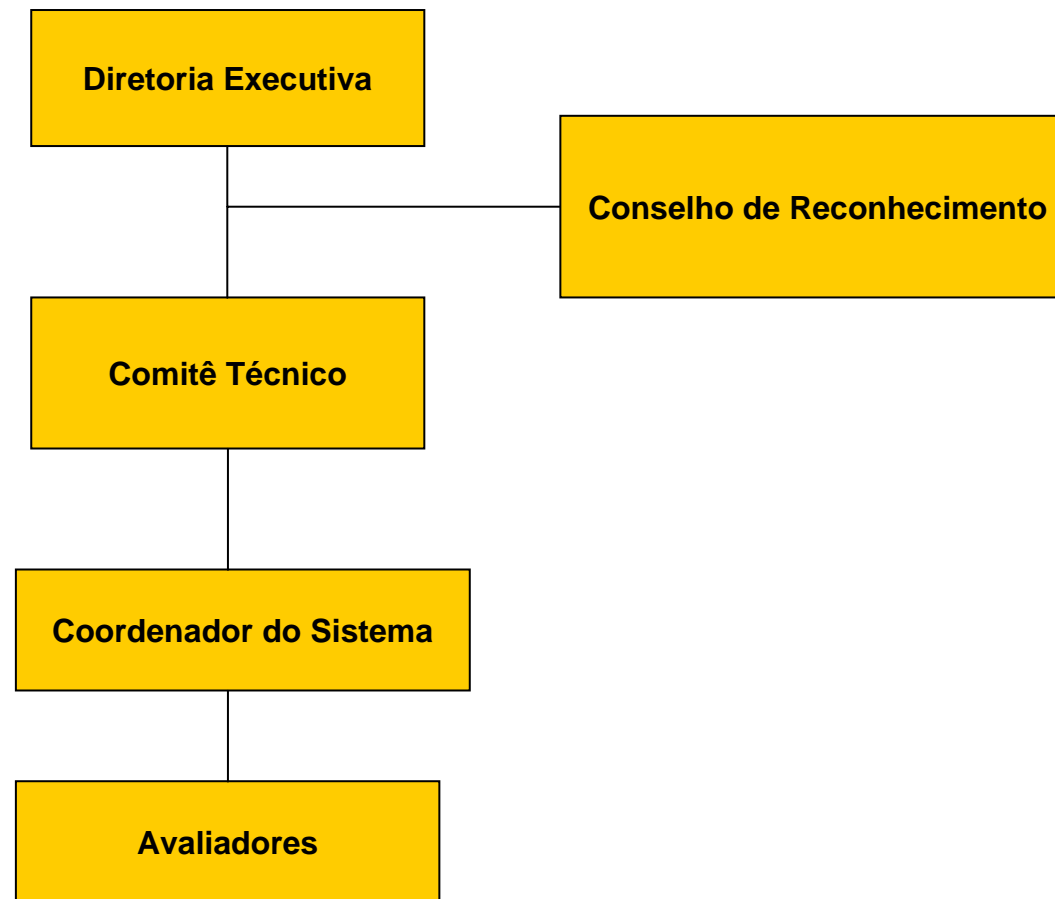 Diretoria Executiva
Conselho de Reconhecimento
Comitê Técnico
Coordenador do Sistema
Avaliadores